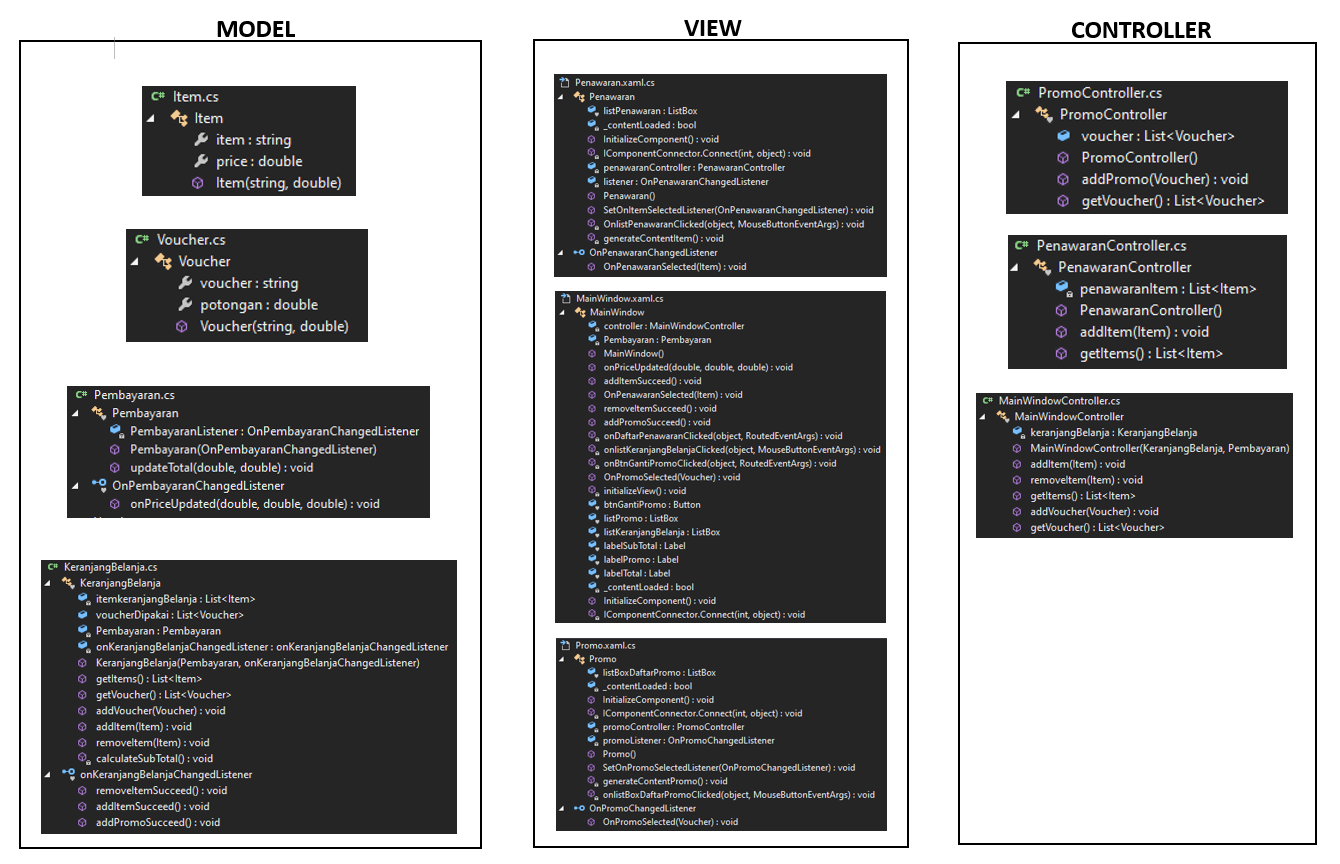 MODEL
Item.cs
Item
item : string
price : double
Item(string, double)
Voucher.cs
Voucher
voucher : string
potongan : double
Voucher(string, double)
Pembayaran.cs
Pembayaran
PembayaranListener : OnPembayaranChangedListener
Pembayaran(OnPembayaranChangedListener)
updateTotal(double, double) : void
OnPembayaranChangedListener
onPriceUpdated(double, double, double) : void
KeranjangBelanja.cs
KeranjangBelanja
itemkeranjangBelanja : List<Item>
voucherDipakai : List<Voucher>
Pembayaran : Pembayaran
onKeranjangBelanjaChangedListener : onKeranjangBelanjaChangedListener
KeranjangBelanja(Pembayaran, onKeranjangBelanjaChangedListener)
getItems() : List<Item>
getVoucher() : List<Voucher>
addVoucher(Voucher) : void
addItem(Item) : void
removeItem(Item) : void
calculateSubTotal() : void
onKeranjangBelanjaChangedListener
removeItemSucceed() : void
addItemSucceed() : void
addPromoSucceed() : void
VIEW
Penawaran.xaml.cs
Penawaran
listPenawaran : ListBox
_contentLoaded : bool
InitializeComponent() : void
IComponentConnector.Connect(int, object) : void
penawaranController : PenawaranController
listener : OnPenawaranChangedListener
Penawaran()
SetOnItemSelectedListener(OnPenawaranChangedListener) : void
OnlistPenawaranClicked(object, MouseButtonEventArgs) : void
generateContentItem() : void
OnPenawaranChangedListener
OnPenawaranSelected(Item) : void
MainWindow.xaml.cs
MainWindow
controller : MainWindowController
Pembayaran : Pembayaran
MainWindow()
onPriceUpdated(double, double, double) : void
addItemSucceed() : void
OnPenawaranSelected(Item) : void
removeItemSucceed() : void
addPromoSucceed() : void
onDaftarPenawaranClicked(object, RoutedEventArgs) : void
onlistKeranjangBelanjaClicked(object, MouseButtonEventArgs) : void
onBtnGantiPromoClicked(object, RoutedEventArgs) : void
OnPromoSelected(Voucher) : void
initializeView() : void
btnGantiPromo : Button
listPromo : ListBox
listKeranjangBelanja : ListBox
labelSubTotal : Label
labelPromo : Label
labelTotal : Label
_contentLoaded : bool
InitializeComponent() : void
IComponentConnector.Connect(int, object) : void
Promo.xaml.cs
Promo
listBoxDaftarPromo : ListBox
_contentLoaded : bool
InitializeComponent() : void
IComponentConnector.Connect(int, object) : void
promoController : PromoController
promoListener : OnPromoChangedListener
Promo()
SetOnPromoSelectedListener(OnPromoChangedListener) : void
generateContentPromo() : void
onlistBoxDaftarPromoClicked(object, MouseButtonEventArgs) : void
OnPromoChangedListener
OnPromoSelected(Voucher) : void
CONTROLLER
PromoController.cs
PromoController
voucher : List<Voucher>
PromoController()
addPromo(Voucher) : void
getVoucher() : List<Voucher>
PenawaranController.cs
PenawaranController
penawaranItem : List<Item>
PenawaranController()
addItem(Item) : void
getItems() : List<Item>
MainWindowController.cs
MainWindowController
keranjangBelanja : KeranjangBelanja
MainWindowController(KeranjangBelanja, Pembayaran)
addItem(Item) : void
removeItem(Item) : void
getItems() : List<Item>
addVoucher(Voucher) : void
getVoucher() : List<Voucher>